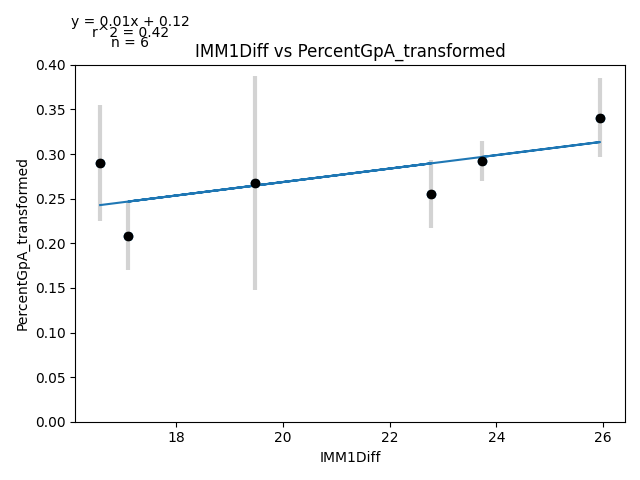 y = 0.01x + 0.12
r^2 = 0.42
n = 6
IMM1Diff vs PercentGpA_transformed
0.40
0.35
0.30
0.25
0.20
0.15
0.10
0.05
0.00
PercentGpA_transformed
18 20 22 24 26
IMM1Diff